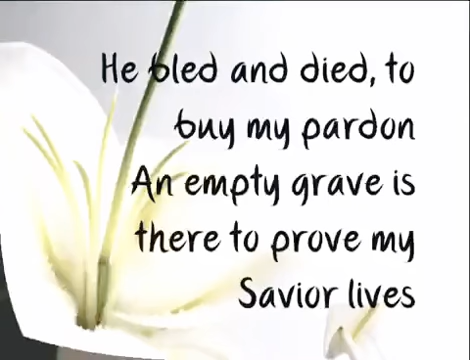 He bled and died, to
buy my pardon
An empty grave is
there to prove my
Savior lives